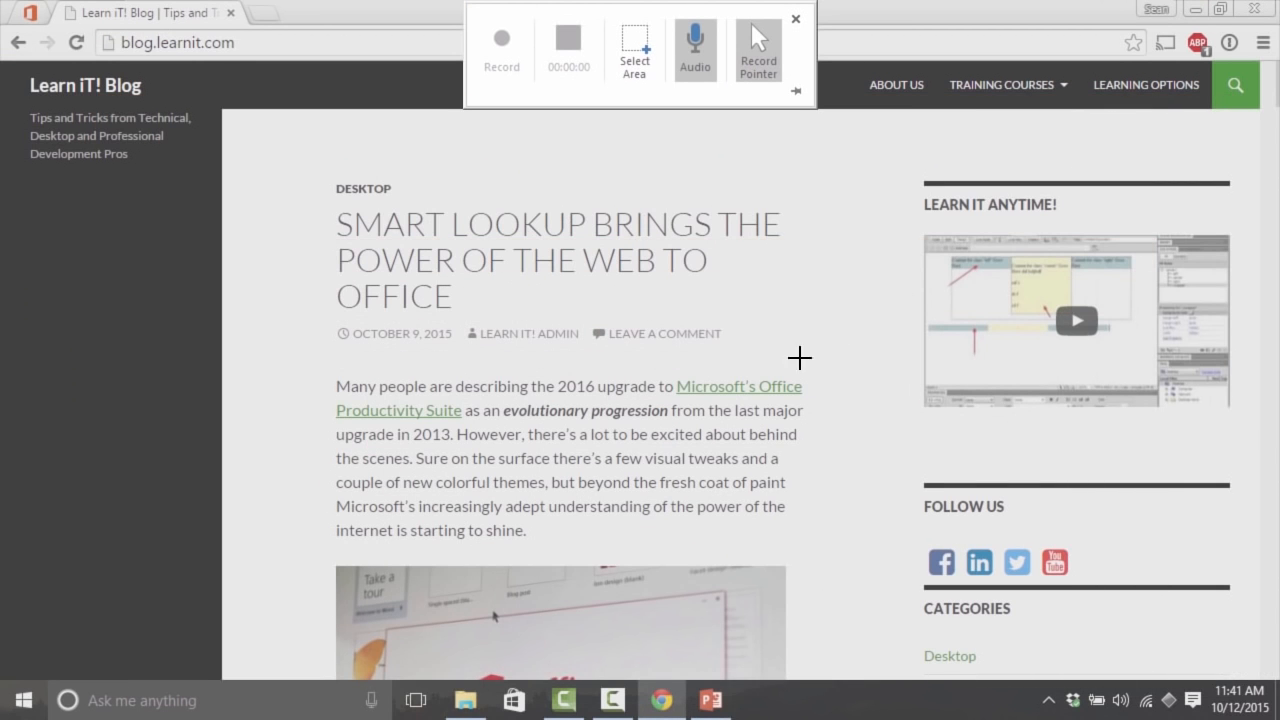 Learn iT! Blog | Tips and T
Scan
blog.learnit.com
ABP
1
Record
00:00:00
Select
Area
Audio
Record
Pointer
Learn iT! Blog
ABOUT US
TRAINING COURSES
LEARNING OPTIONS
Tips and Tricks from Technical,
Desktop and Professional
Development Pros
DESKTOP
SMART LOOKUP BRINGS THE
POWER OF THE WEB TO
OFFICE
OCTOBER 9, 2015
LEARN IT! ADMIN
LEAVE A COMMENT
Many people are describing the 2016 upgrade to Microsoft's Office
Productivity Suite as an evolutionary progression from the last major
upgrade in 2013. However, there's a lot to be excited about behind
the scenes. Sure on the surface there's a few visual tweaks and a
couple of new colorful themes, but beyond the fresh coat of paint
Microsoft's increasingly adept understanding of the power of the
internet is starting to shine.
Take a
tour
Blog post
LEARN IT ANYTIME!
FOLLOW US
You
Tube
CATEGORIES
Desktop
Ask me anything
11:41 AM
10/12/2015